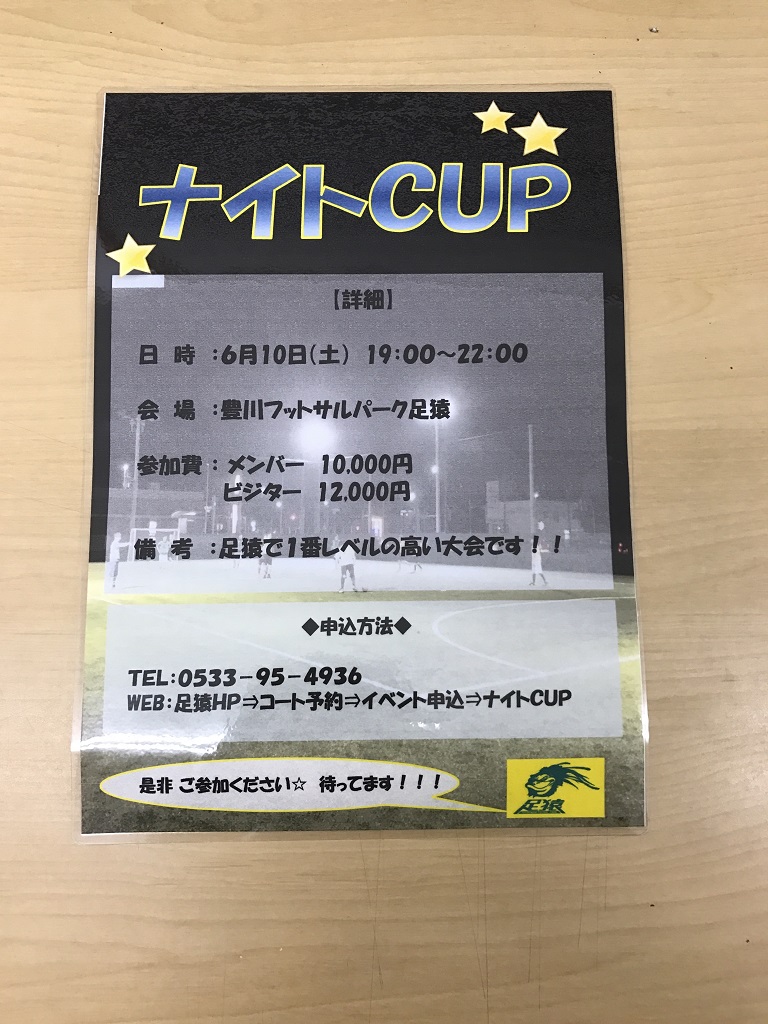 ナイトCUP
【詳細】
日 時 :6月10日(土) 19:00～22:00
会 場 :豊川フットサルパーク足猿
参加費 : メンバー 10,000円
ビジター 12,000円
備 考 :足猿で1番レベルの高い大会です!!
◆申込方法◆
TEL:0533-95-4936
WEB:足猿HP⇒コート予約⇒イベント申込⇒ナイトCUP
是非 ご参加ください☆ 待ってます!!!
足猿